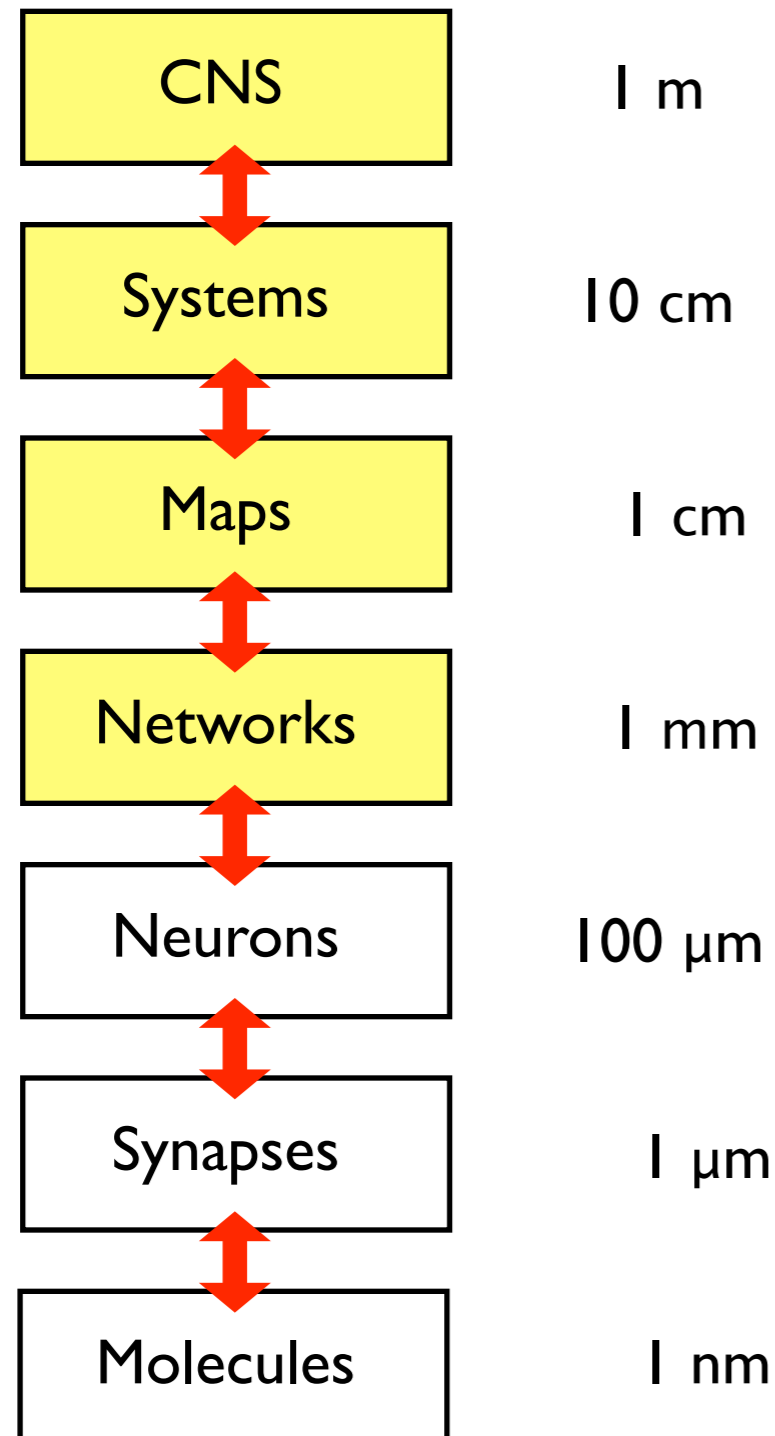 CNS 1 m
Systems 10 cm
Maps 1 cm
Networks 1 mm
Neurons 100 μm
Synapses 1 μm
Molecules 1 nm